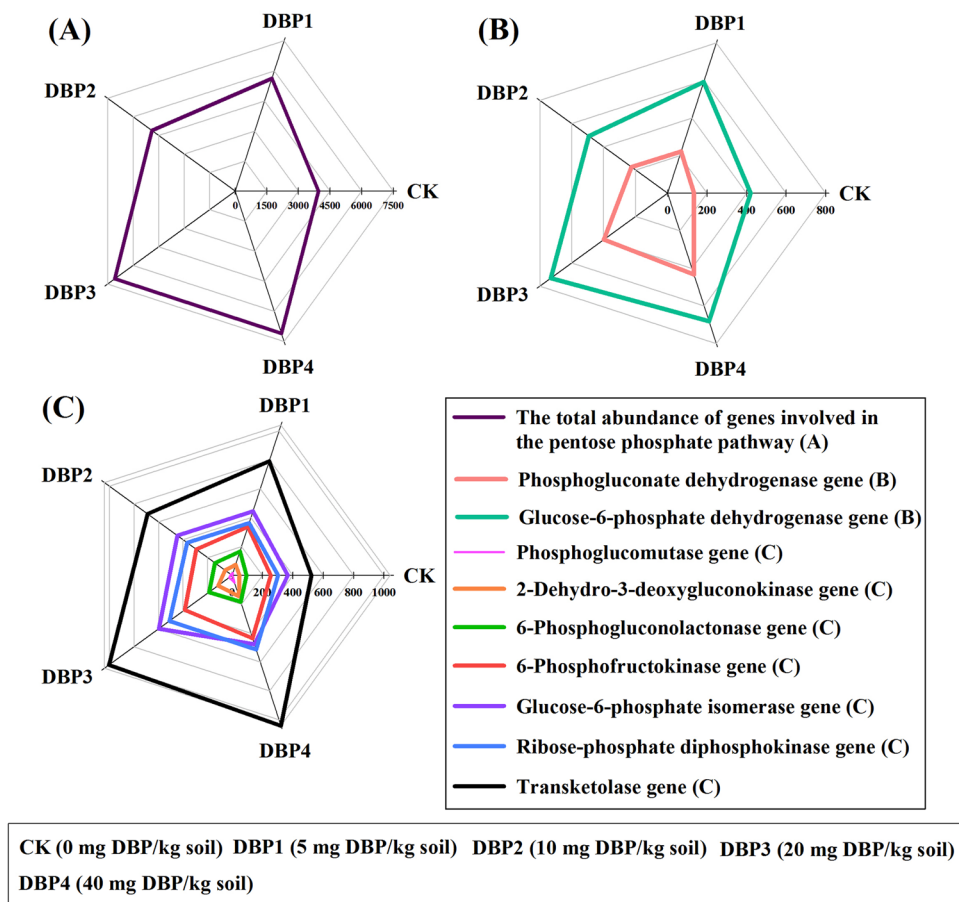 (A)
DBP1
DBP2
CK
0 1500 3000 4500 6000 7500
DBP3
DBP4
(B)
DBP1
DBP2
CK
0 200 400 600 800
DBP3
DBP4
(C)
DBP1
DBP2
CK
200 400 600 800 1000
DBP3
DBP4
The total abundance of genes involved in
the pentose phosphate pathway (A)
Phosphogluconate dehydrogenase gene (B)
Glucose-6-phosphte dehydrogenase gene (B)
Phosphoglucomutase gene (C)
2-Dehydro-3-deoxygluconokinase gene (C)
6-Phosphogluconolactonase gene (C)
6-Phosphofructokinase gene (C)
Glucose-6-phosphate isomerase gene (C)
Ribose-phosphate diphosphokinase gene (C)
Transketolase gene (C)
CK (0 mg DBP/kg soil) DBP1 (5 mg DBP/kg soil) DBP2 (10 mg DBP/kg soil) DBP3 (20 mg DBP/kg soil)
DBP4 (40 mg DBP/kg soil)